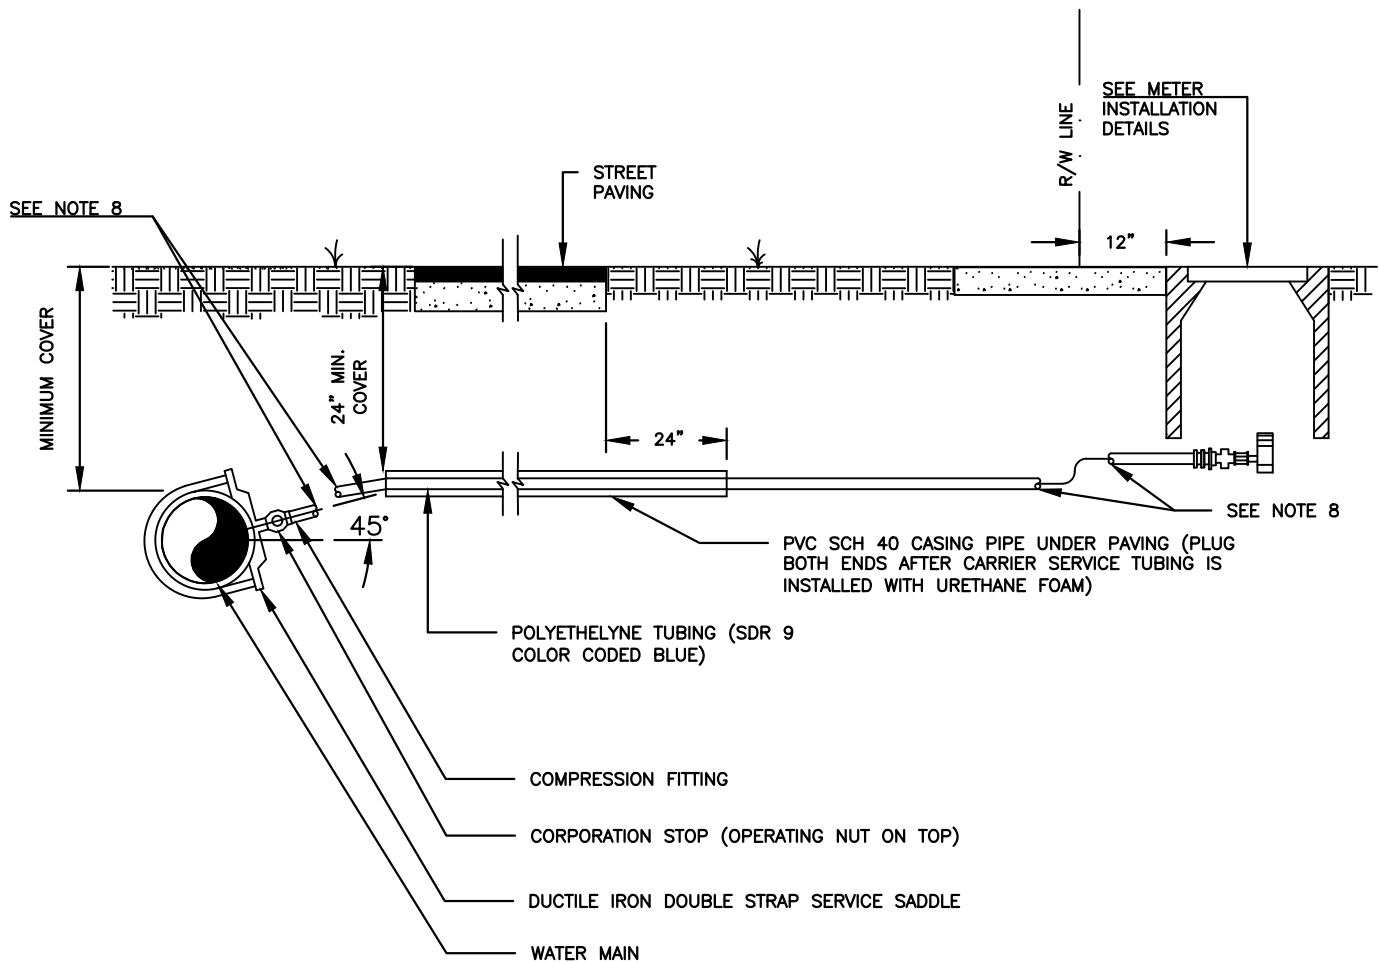 SEE METER
INSTALLATION
DETAILS
R/W LINE
STREET
PAVING
SEE NOTE 8
12"
MINIMUM COVER
24" MIN.
COVER
24"
45°
SEE NOTE 8
PVC SCH 40 CASING PIPE UNDER PAVING (PLUG
BOTH ENDS AFTER CARRIER SERVICE TUBING IS
INSTALLED WITH URETHANE FOAM)
POLYETHELYNE TUBING (SDR 9
COLOR CODED BLUE)
COMPRESSION FITTING
CORPORATION STOP (OPERATING NUT ON TOP)
DUCTILE IRON DOUBLE STRAP SERVICE SADDLE
WATER MAIN